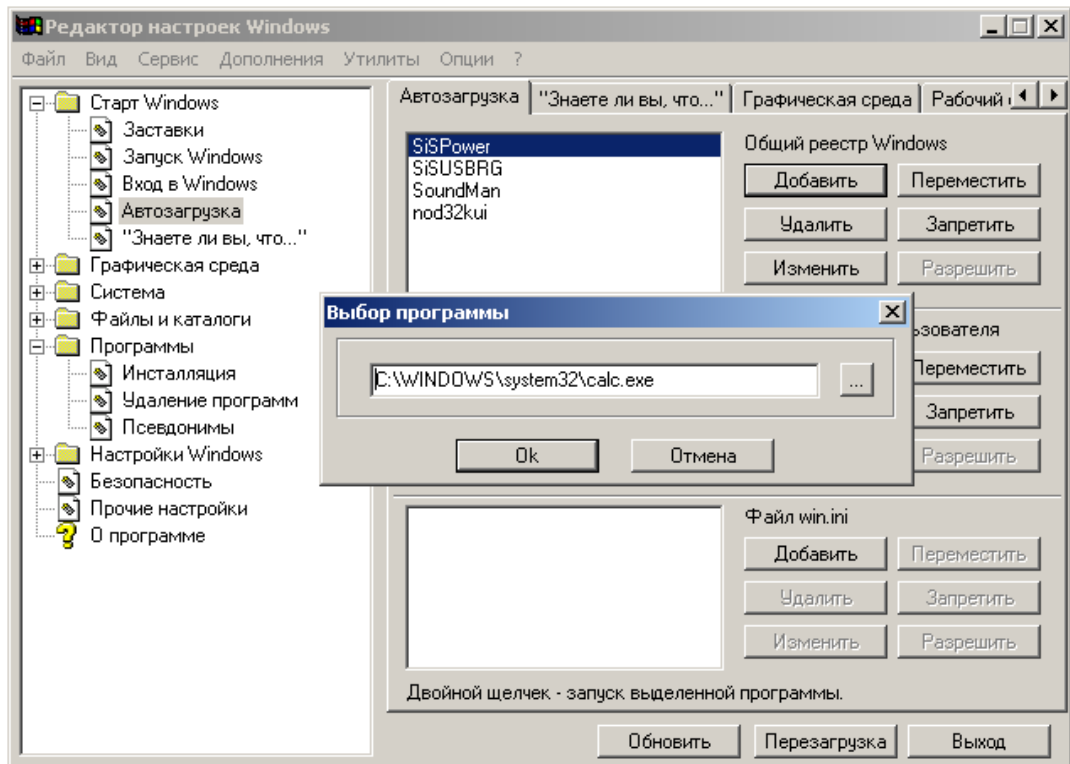 Редактор настроек Windows
Файл Вид Сервис Дополнения Утилиты Опции ?
Старт Windows
Заставки
Запуск Windows
Вход в Windows
Автозагрузка
"Знаете ли вы, что..."
Графическая среда
Система
Файлы и каталоги
Программы
Инсталляция
Удаление программ
Псевдонимы
Настройки Windows
Безопасность
Прочие настройки
О программе
Автозагрузка "Знаете ли вы, что..." Графическая среда Рабочий
SiSPower
SiSUSBRG
SoundMan
nod32kui
Общий реестр Windows
Добавить Переместить
Удалить Запретить
Изменить Разрешить
Выбор программы
C:\WINDOWS\system32\calc.exe
...
Ok Отмена
ьзователя
Переместить
Запретить
Разрешить
Файл win.ini
Добавить Переместить
Удалить Запретить
Изменить Разрешить
Двойной щелчек - запуск выделенной программы.
Обновить Перезагрузка Выход